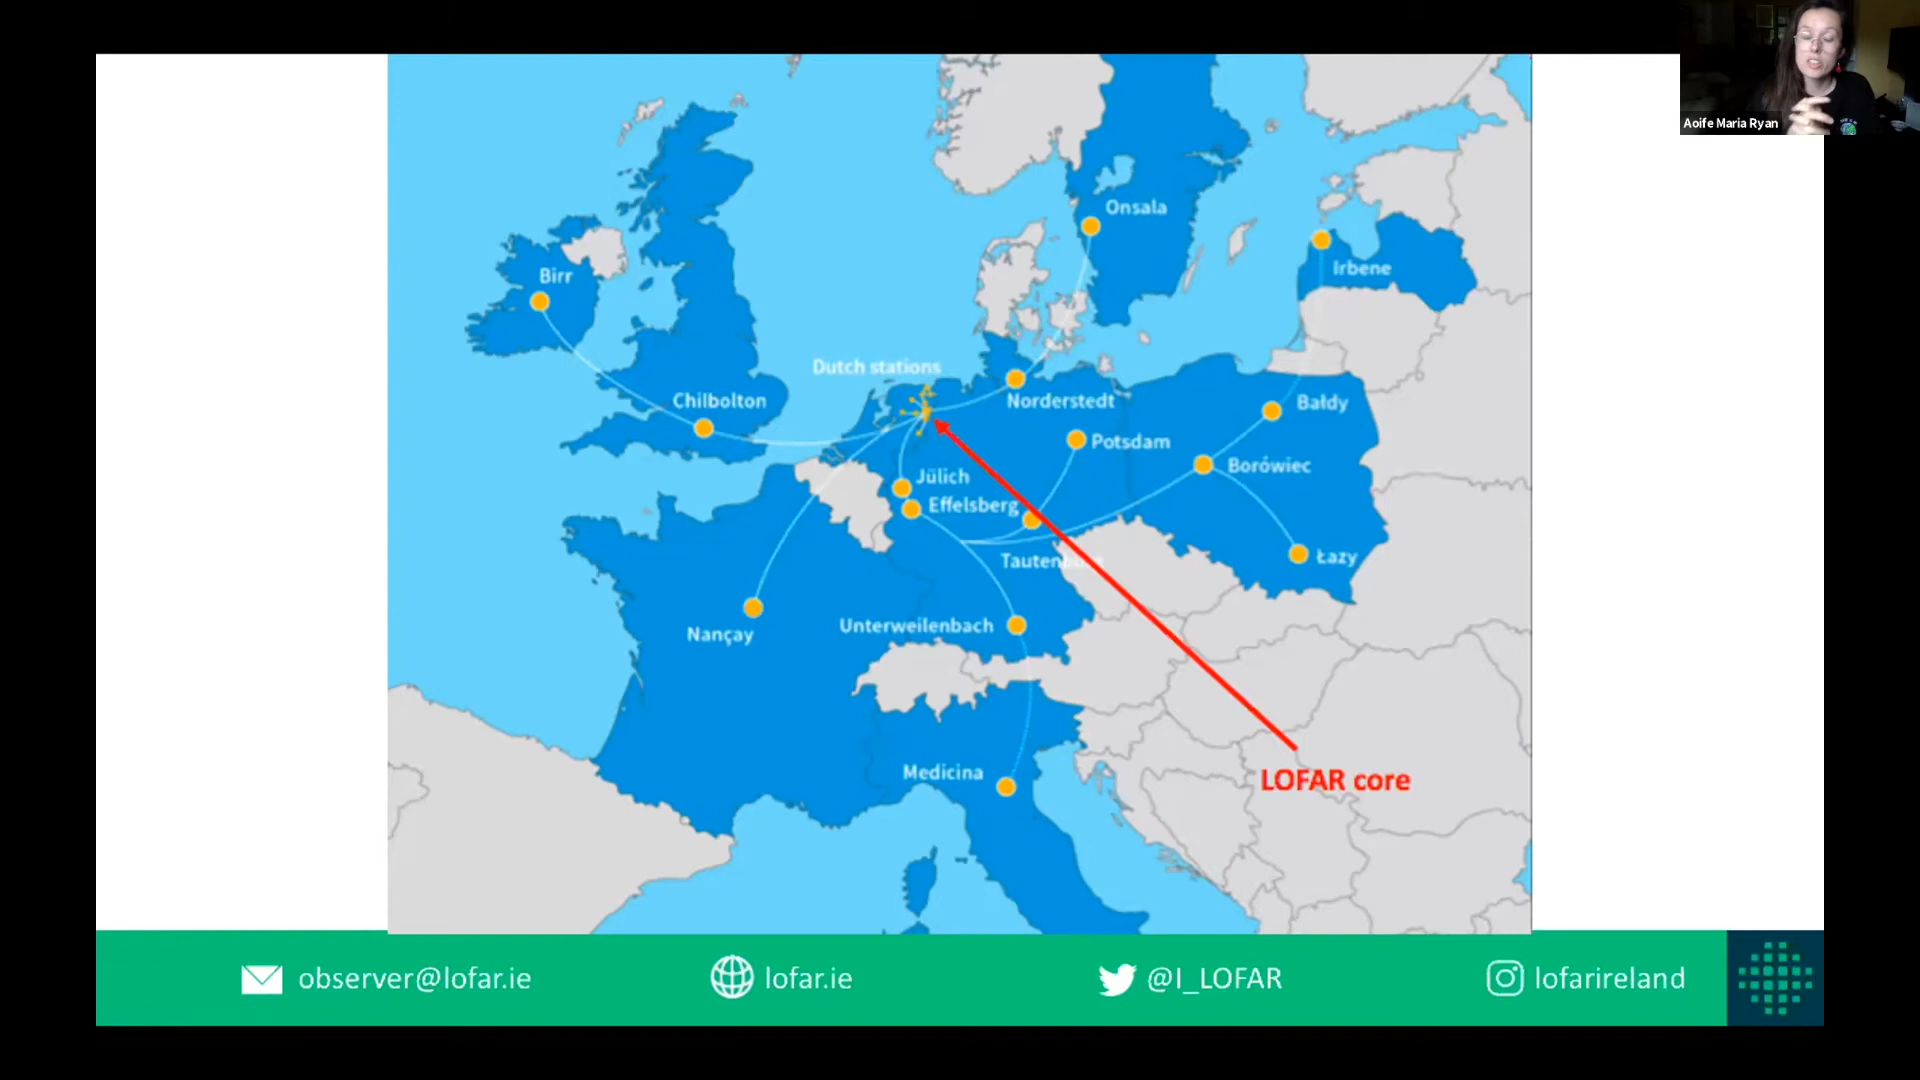 Aoife Maria Ryan
Onsala
Birr
Irbene
Dutch stations
Chilbolton
Norderstedt
Bałdy
Potsdam
Borówiec
Jülich
Effelsberg
Łazy
Nançay
Unterweilenbach
Medicina
LOFAR core
observer@lofar.ie
lofar.ie
@I_LOFAR
lofarireland